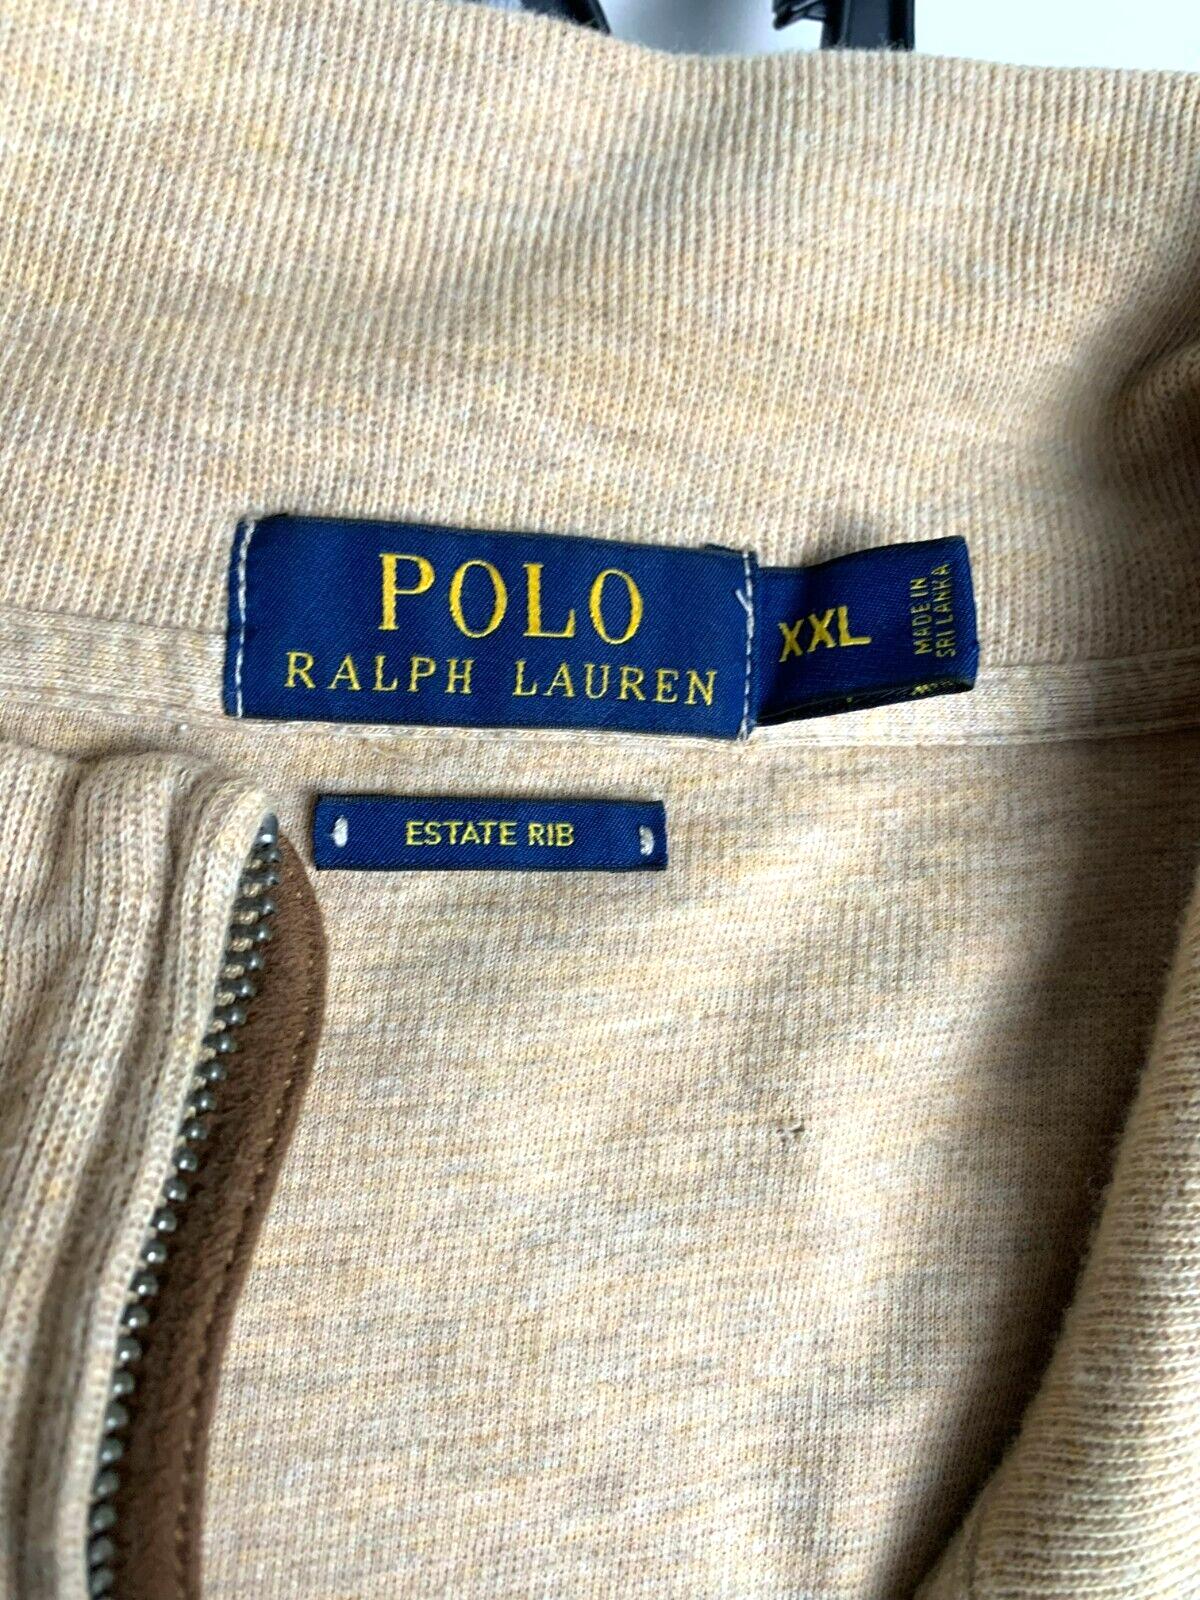 POLO
RALPH LAUREN
XXL
MADE IN
SRI LANKA
ESTATE RIB